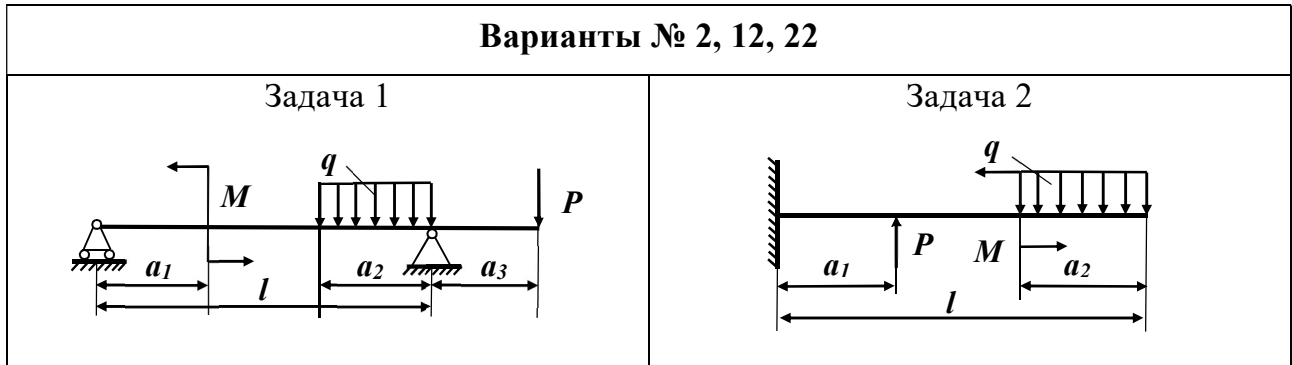 Варианты № 2, 12, 22
Задача 1
q
M
P
a1
a2
a3
l
Задача 2
q
P
M
a1
a2
l